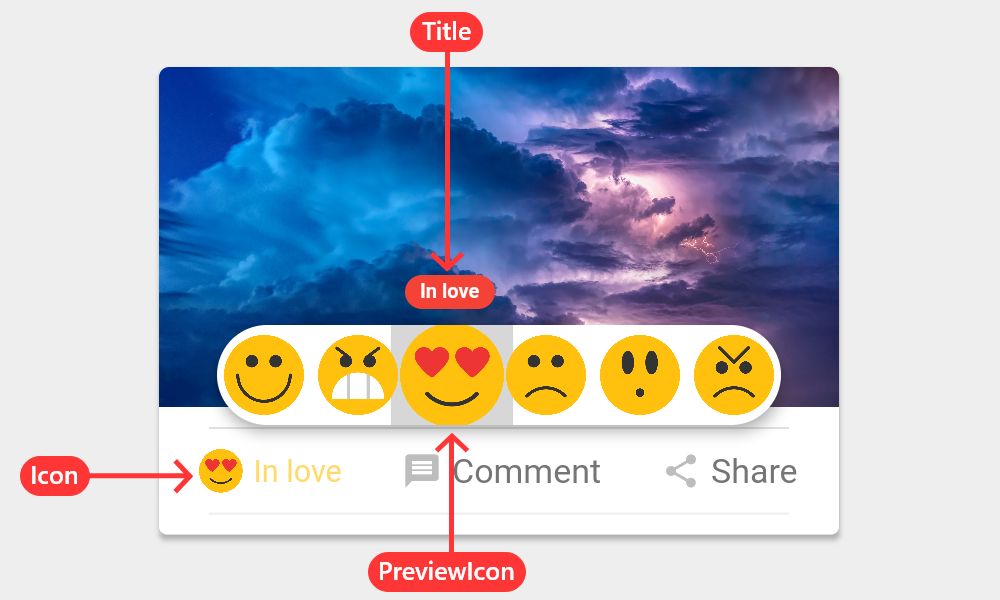 Title
In love
Icon
In love
Comment
Share
PreviewIcon